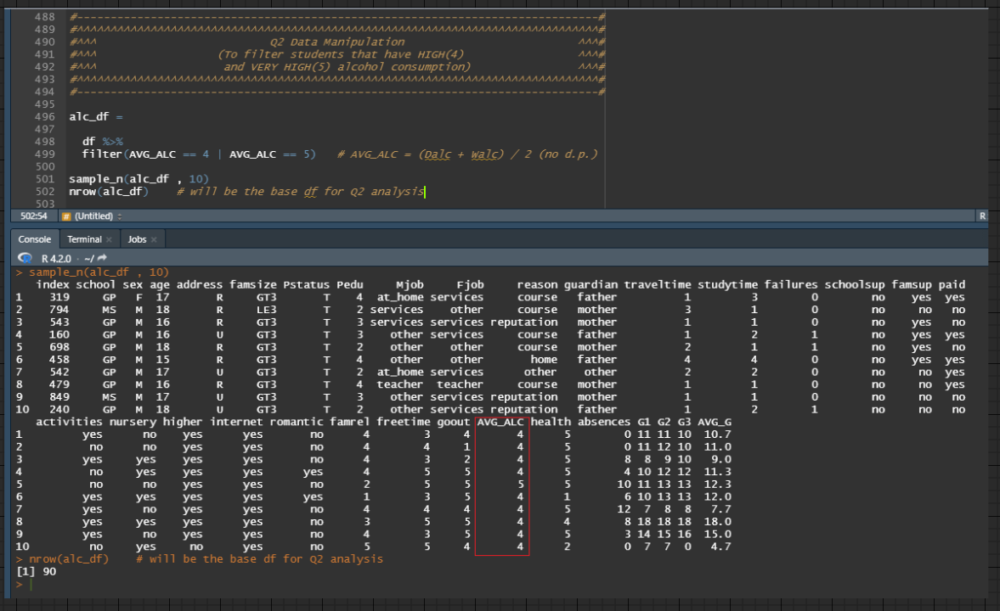 488 #------------------------------------------------------------------------------#
489 #^^^^^^^^^^^^^^^^^^^^^^^^^^^^^^^^^^^^^^^^^^^^^^^^^^^^^^^^^^^^^^^^^^^^^^^^^^^^^^#
490 #^^^ Q2 Data Manipulation ^^^#
491 #^^^ (To filter students that have HIGH(4) ^^^#
492 #^^^ and VERY HIGH(5) alcohol consumption) ^^^#
493 #^^^^^^^^^^^^^^^^^^^^^^^^^^^^^^^^^^^^^^^^^^^^^^^^^^^^^^^^^^^^^^^^^^^^^^^^^^^^^^#
494 #------------------------------------------------------------------------------#
495
496 alc_df =
497
498 df %>%
499 filter(AVG_ALC == 4 | AVG_ALC == 5) # AVG_ALC = (Dalc + Walc) / 2 (no d.p.)
500
501 sample_n(alc_df , 10)
502 nrow(alc_df) # will be the base df for Q2 analysis
503
502:54 # (Untitled) R
Console Terminal × Jobs ×
R 4.2.0 · ~/
> sample_n(alc_df , 10)
index school sex age address famsize Pstatus Pedu Mjob Fjob reason guardian traveltime studytime failures schoolsup famsup paid
1 319 GP F 17 R GT3 T 4 at_home services course father 1 3 0 no yes yes
2 794 MS M 18 R LE3 T 2 services other course mother 3 1 0 no no no
3 543 GP M 16 R GT3 T 3 services services reputation mother 1 1 0 no yes no
4 160 GP M 16 U GT3 T 3 other services course father 1 2 1 no yes yes
5 698 GP M 18 R GT3 T 2 other other course mother 2 1 1 no yes no
6 458 GP M 15 R GT3 T 4 other other home father 4 4 0 no yes yes
7 542 GP M 17 U GT3 T 2 at_home services other other 2 2 0 no no yes
8 479 GP M 16 R GT3 T 4 teacher teacher course mother 1 1 0 no no yes
9 849 MS M 17 U GT3 T 3 other services reputation mother 1 1 0 no no no
10 240 GP M 18 U GT3 T 2 other services reputation father 1 2 1 no no no
activities nursery higher internet romantic famrel freetime goout AVG_ALC health absences G1 G2 G3 AVG_G
1 yes no yes yes no 4 3 4 4 5 0 11 11 10 10.7
2 no no yes yes no 4 4 1 4 5 0 11 12 10 11.0
3 yes yes yes yes no 4 3 2 4 5 8 8 9 10 9.0
4 no yes yes yes yes 4 5 5 4 5 4 10 12 12 11.3
5 no no yes yes no 2 5 5 5 5 10 11 13 13 12.3
6 yes yes yes yes yes 1 3 5 4 1 6 10 13 13 12.0
7 yes no yes yes no 4 4 4 4 5 12 7 8 8 7.7
8 yes yes yes yes no 3 5 5 4 4 8 18 18 18 18.0
9 yes no yes yes no 4 3 5 4 5 3 14 15 16 15.0
10 no yes no yes no 5 5 4 4 2 0 7 7 0 4.7
> nrow(alc_df) # will be the base df for Q2 analysis
[1] 90
>